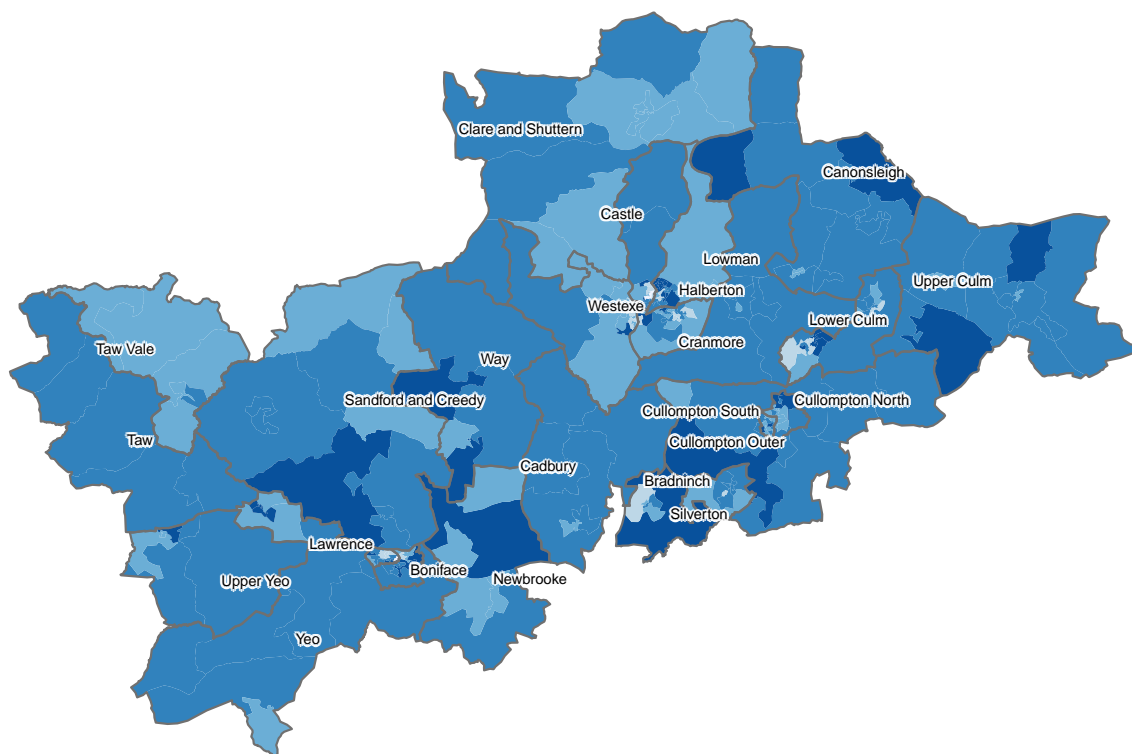 Clare and Shuttern
Canonsleigh
Castle
Lowman
Upper Culm
Halberton
Westexe
Lower Culm
Cranmore
Taw Vale
Way
Sandford and Creedy
Cullompton North
Cullompton South
Taw
Cullompton Outer
Cadbury
Bradninch
Silverton
Lawrence
Boniface
Newbrooke
Upper Yeo
Yeo